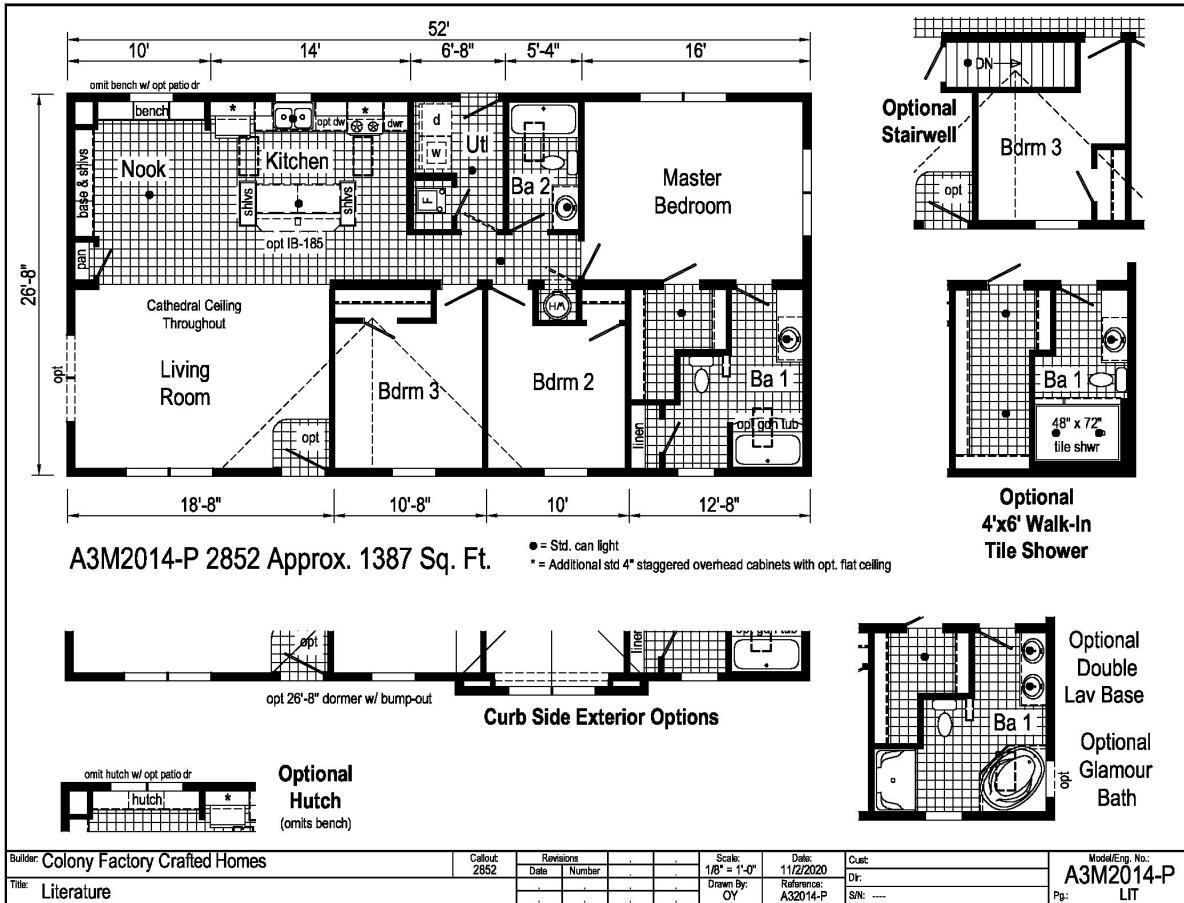 52'
10'
14'
6'-8"
5'-4"
16'
omit bench w/ opt patio dr
bench
*
*
opt dw
dwr
d
w
Utl
base & shlvs
Nook
Kitchen
shlvs
shlvs
F
Ba 2
Master
Bedroom
opt IB-185
pan
26'-8"
Cathedral Ceiling
Throughout
HW
opt
Living
Room
Bdrm 3
Bdrm 2
Ba 1
opt
linen
opt gdn tub
18'-8"
10'-8"
10'
12'-8"
A3M2014-P 2852 Approx. 1387 Sq. Ft.
● = Std. can light
* = Additional std 4" staggered overhead cabinets with opt. flat ceiling
DN
Optional
Stairwell
Bdrm 3
opt
Ba 1
48" x 72"
tile shwr
Optional
4'x6' Walk-In
Tile Shower
opt
linen
opt gdn tub
opt 26'-8" dormer w/ bump-out
Curb Side Exterior Options
Optional
Double
Lav Base
Ba 1
Optional
Glamour
Bath
opt
omit hutch w/ opt patio dr
hutch
*
Optional
Hutch
(omits bench)
Builder: Colony Factory Crafted Homes
Title: Literature
Callout:
2852
Revisions
Date Number
Scale:
1/8" = 1'-0"
Drawn By:
OY
Date:
11/2/2020
Reference:
A32014-P
Cust:
Dlr:
S/N: ----
Model/Eng. No.:
A3M2014-P
Pg.: LIT